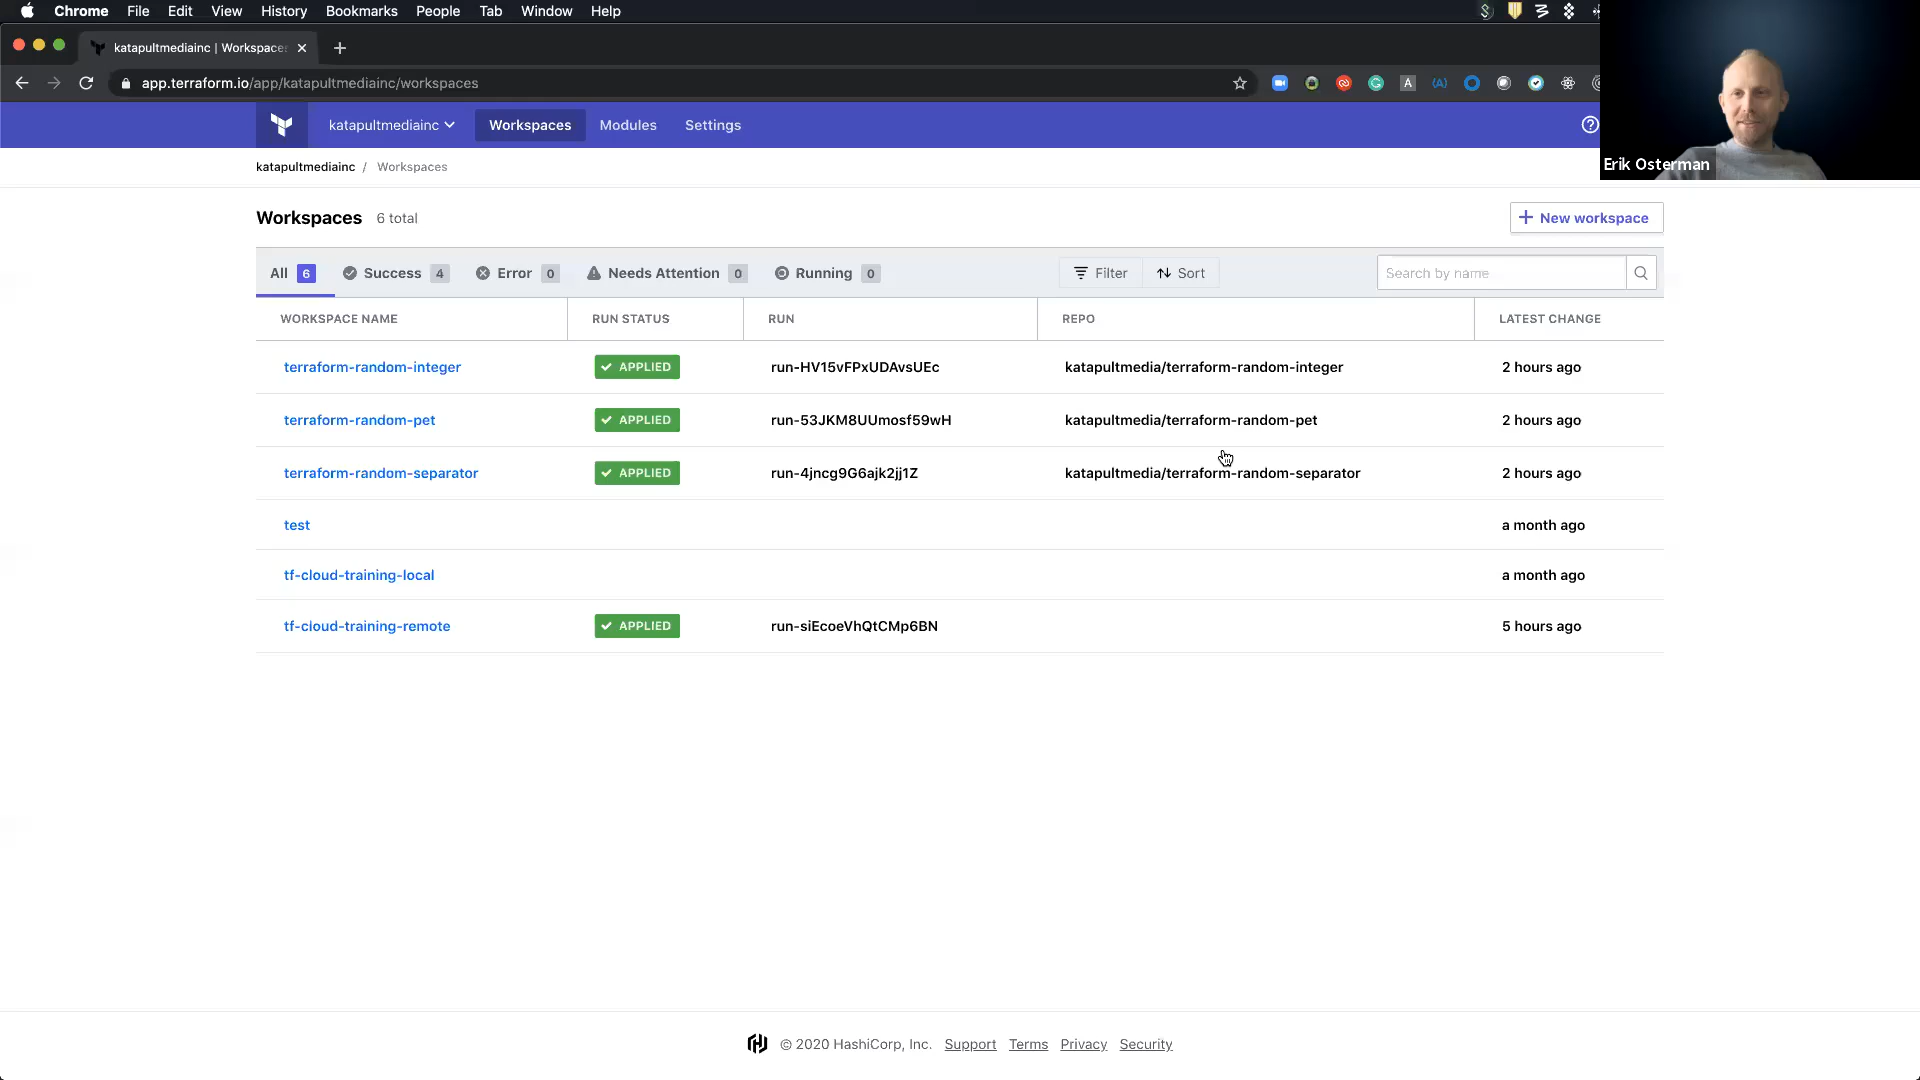 Chrome File Edit View History Bookmarks People Tab Window Help
katapultmediainc | Workspaces
app.terraform.io/app/katapultmediainc/workspaces
katapultmediainc Workspaces Modules Settings
Erik Osterman
katapultmediainc / Workspaces
Workspaces 6 total
New workspace
All 6 Success 4 Error 0 Needs Attention 0 Running 0 Filter Sort Search by name
WORKSPACE NAME RUN STATUS RUN REPO LATEST CHANGE
terraform-random-integer APPLIED run-HV15vFPxUDAvsUEc katapultmedia/terraform-random-integer 2 hours ago
terraform-random-pet APPLIED run-53JKM8UUmosf59wH katapultmedia/terraform-random-pet 2 hours ago
terraform-random-separator APPLIED run-4jncg9G6ajk2jj1Z katapultmedia/terraform-random-separator 2 hours ago
test a month ago
tf-cloud-training-local a month ago
tf-cloud-training-remote APPLIED run-siEcoeVhQtCMp6BN 5 hours ago
© 2020 HashiCorp, Inc. Support Terms Privacy Security